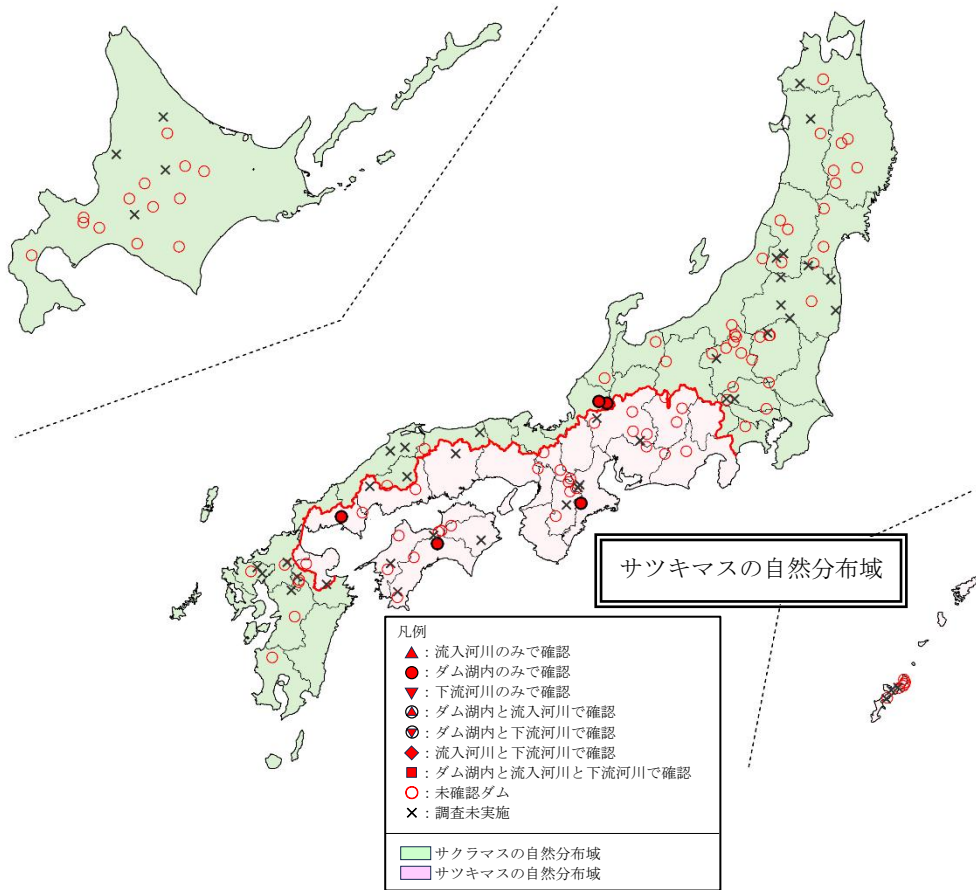 サツキマスの自然分布域
凡例
：流入河川のみで確認
：ダム湖内のみで確認
：下流河川のみで確認
：ダム湖内と流入河川で確認
：ダム湖内と下流河川で確認
：流入河川と下流河川で確認
：ダム湖内と流入河川と下流河川で確認
：未確認ダム
：調査未実施
サクラマスの自然分布域
サツキマスの自然分布域